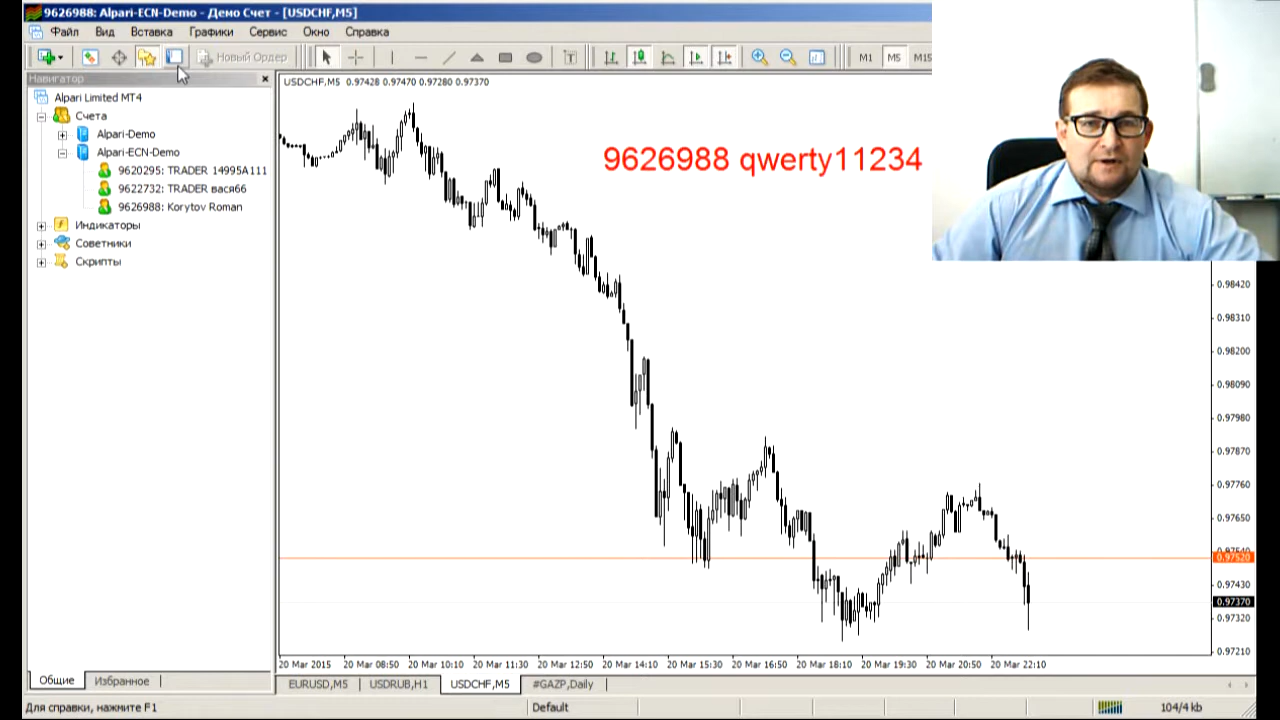 9626988: Alpari-ECN-Demo - Демо Счет - [USDCHF,M5]
Файл Вид Вставка Графики Сервис Окно Справка
Новый Ордер T M1 M5 M15
Навигатор
Alpari Limited MT4
Счета
Alpari-Demo
Alpari-ECN-Demo
9620295: TRADER 14995A111
9622732: TRADER вася66
9626988: Korytov Roman
Индикаторы
Советники
Скрипты
Общие Избранное
USDCHF,M5 0.97428 0.97470 0.97280 0.97370
9626988 qwerty11234
0.98420
0.98310
0.98200
0.98090
0.97980
0.97870
0.97760
0.97650
0.97540
0.97520
0.97430
0.97370
0.97320
0.97210
20 Mar 2015 20 Mar 08:50 20 Mar 10:10 20 Mar 11:30 20 Mar 12:50 20 Mar 14:10 20 Mar 15:30 20 Mar 16:50 20 Mar 18:10 20 Mar 19:30 20 Mar 20:50 20 Mar 22:10
EURUSD,M5 USDRUB,H1 USDCHF,M5 #GAZP,Daily
Для справки, нажмите F1 Default 104/4 kb